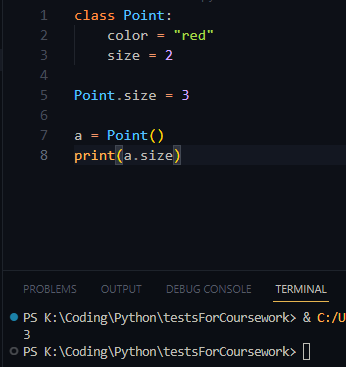 1 class Point:
2     color = "red"
3     size = 2
4
5 Point.size = 3
6
7 a = Point()
8 print(a.size)
PROBLEMS OUTPUT DEBUG CONSOLE TERMINAL
PS K:\Coding\Python\testsForCoursework> & C:/U
3
PS K:\Coding\Python\testsForCoursework>